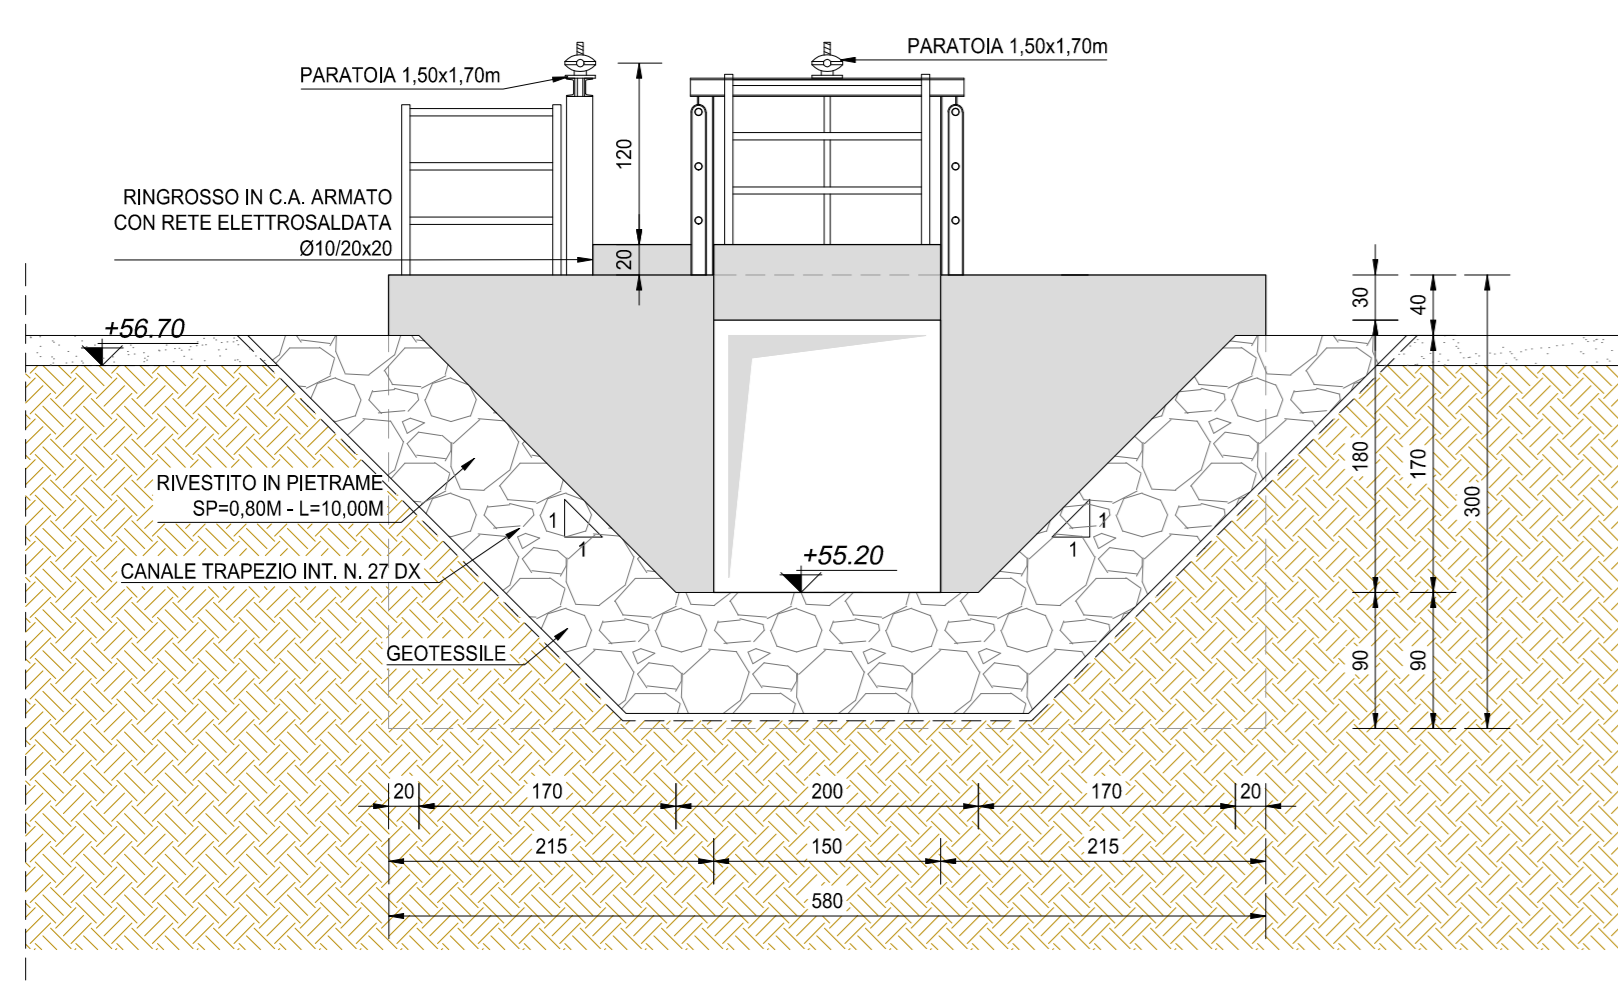 PARATOIA 1,50x1,70m
PARATOIA 1,50x1,70m
120
RINGROSSO IN C.A. ARMATO
CON RETE ELETTROSALDATA
Ø10/20x20
20
30
40
+56.70
180
170
300
RIVESTITO IN PIETRAME
SP=0,80M - L=10,00M
1
1
1
1
+55.20
CANALE TRAPEZIO INT. N. 27 DX
GEOTESSILE
90
90
20
170
200
170
20
215
150
215
580